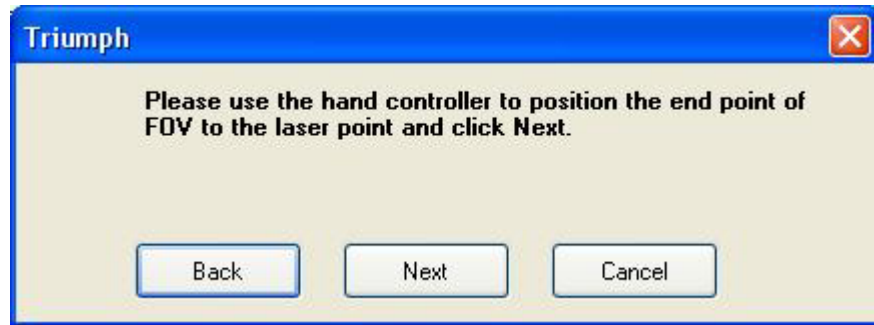 Triumph
Please use the hand controller to position the end point of
FOV to the laser point and click Next.
Back Next Cancel